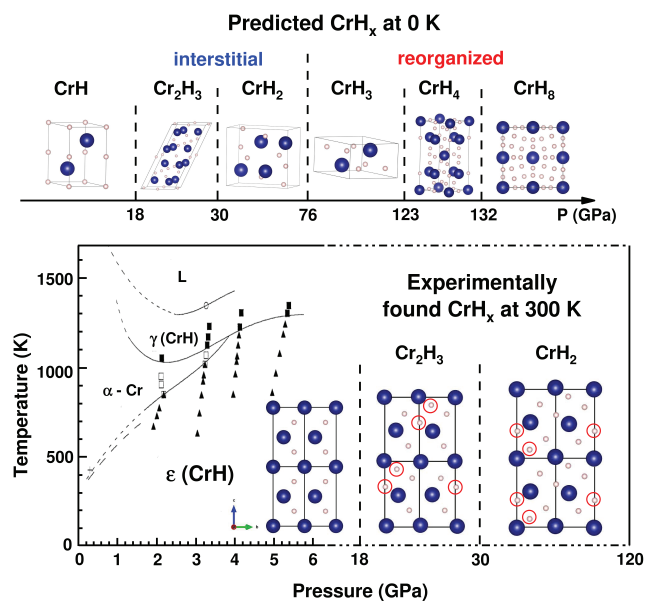 Predicted CrHx at 0 K
interstitial reorganized
CrH Cr2H3 CrH2 CrH3 CrH4 CrH8
18 30 76 123 132 P (GPa)
Temperature (K)
1500
1000
500
0
L
γ (CrH)
α - Cr
ε (CrH)
c
b
Experimentally
found CrHx at 300 K
Cr2H3 CrH2
0 1 2 3 4 5 6 18 30 120
Pressure (GPa)